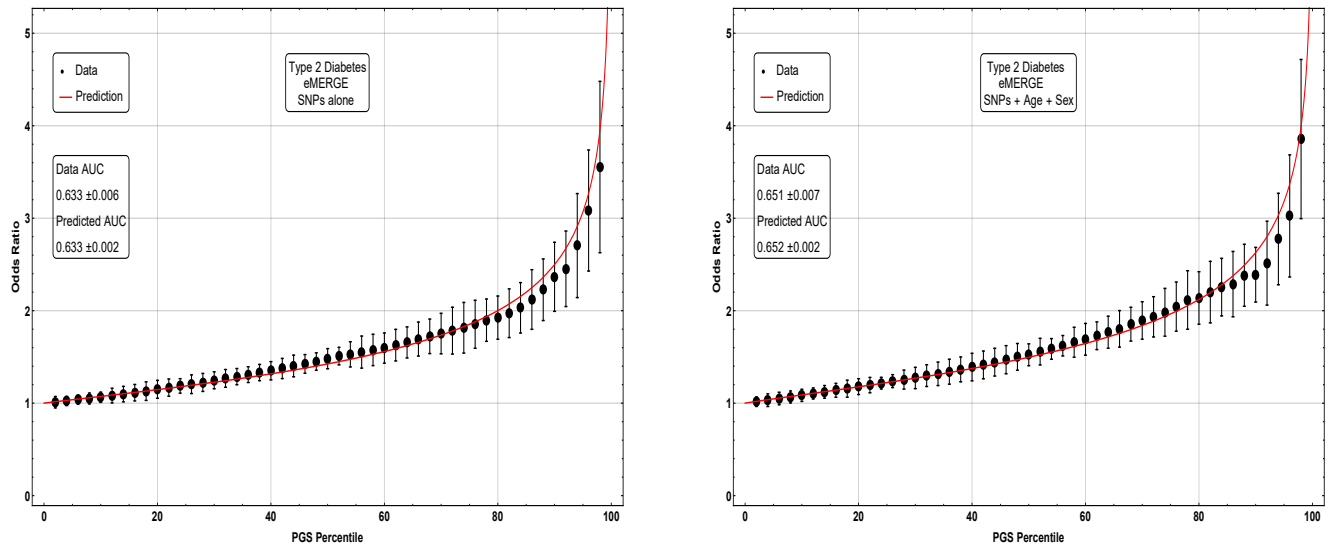 5
4
3
2
1
0
Odds Ratio
Data
Prediction
Type 2 Diabetes
eMERGE
SNPs alone
Data AUC
0.633 ±0.006
Predicted AUC
0.633 ±0.002
0 20 40 60 80 100
PGS Percentile
5
4
3
2
1
0
Odds Ratio
Data
Prediction
Type 2 Diabetes
eMERGE
SNPs + Age + Sex
Data AUC
0.651 ±0.007
Predicted AUC
0.652 ±0.002
0 20 40 60 80 100
PGS Percentile